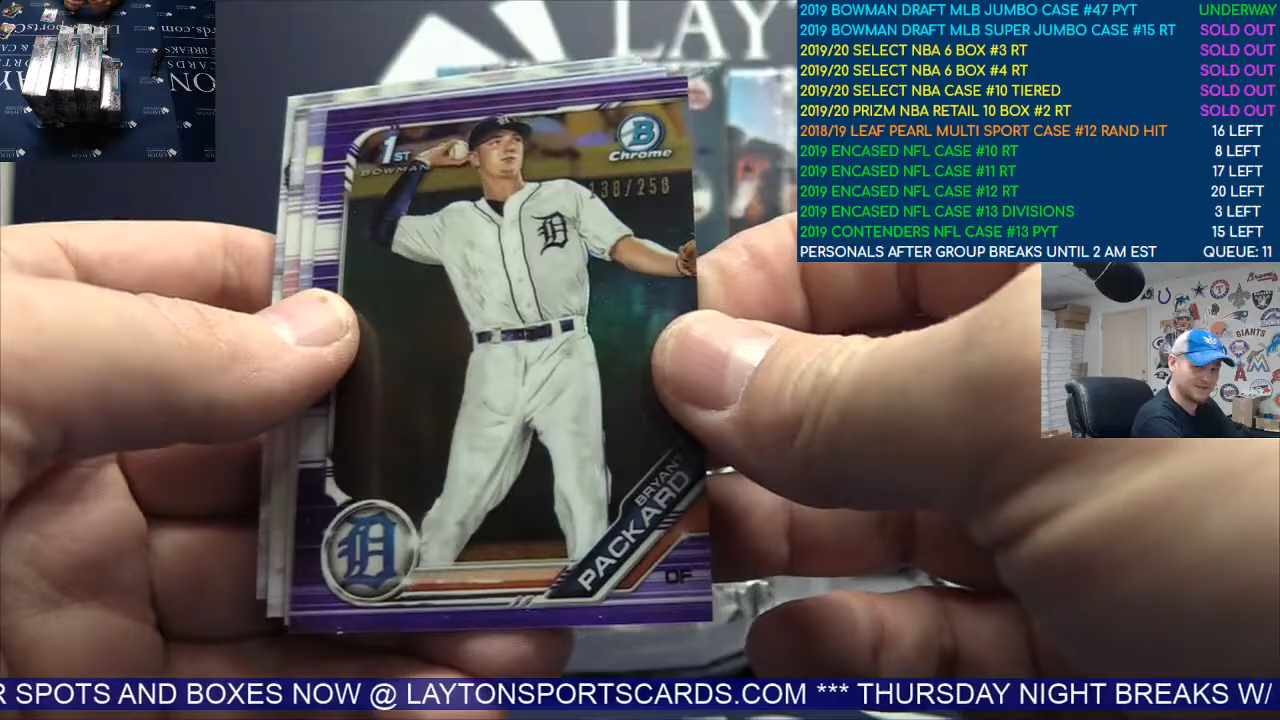 2019 BOWMAN DRAFT MLB JUMBO CASE #47 PYT UNDERWAY
2019 BOWMAN DRAFT MLB SUPER JUMBO CASE #15 RT SOLD OUT
2019/20 SELECT NBA 6 BOX #3 RT SOLD OUT
2019/20 SELECT NBA 6 BOX #4 RT SOLD OUT
2019/20 SELECT NBA CASE #10 TIERED SOLD OUT
2019/20 PRIZM NBA RETAIL 10 BOX #2 RT SOLD OUT
2018/19 LEAF PEARL MULTI SPORT CASE #12 RAND HIT 16 LEFT
2019 ENCASED NFL CASE #10 RT 8 LEFT
2019 ENCASED NFL CASE #11 RT 17 LEFT
2019 ENCASED NFL CASE #12 RT 20 LEFT
2019 ENCASED NFL CASE #13 DIVISIONS 3 LEFT
2019 CONTENDERS NFL CASE #13 PYT 15 LEFT
PERSONALS AFTER GROUP BREAKS UNTIL 2 AM EST QUEUE: 11
LAY
1ST
BOWMAN
B
Chrome
138/250
D
BRYANT
PACKARD
OF
D
GIANTS
Braves
R SPOTS AND BOXES NOW @ LAYTONSPORTSCARDS.COM *** THURSDAY NIGHT BREAKS W/